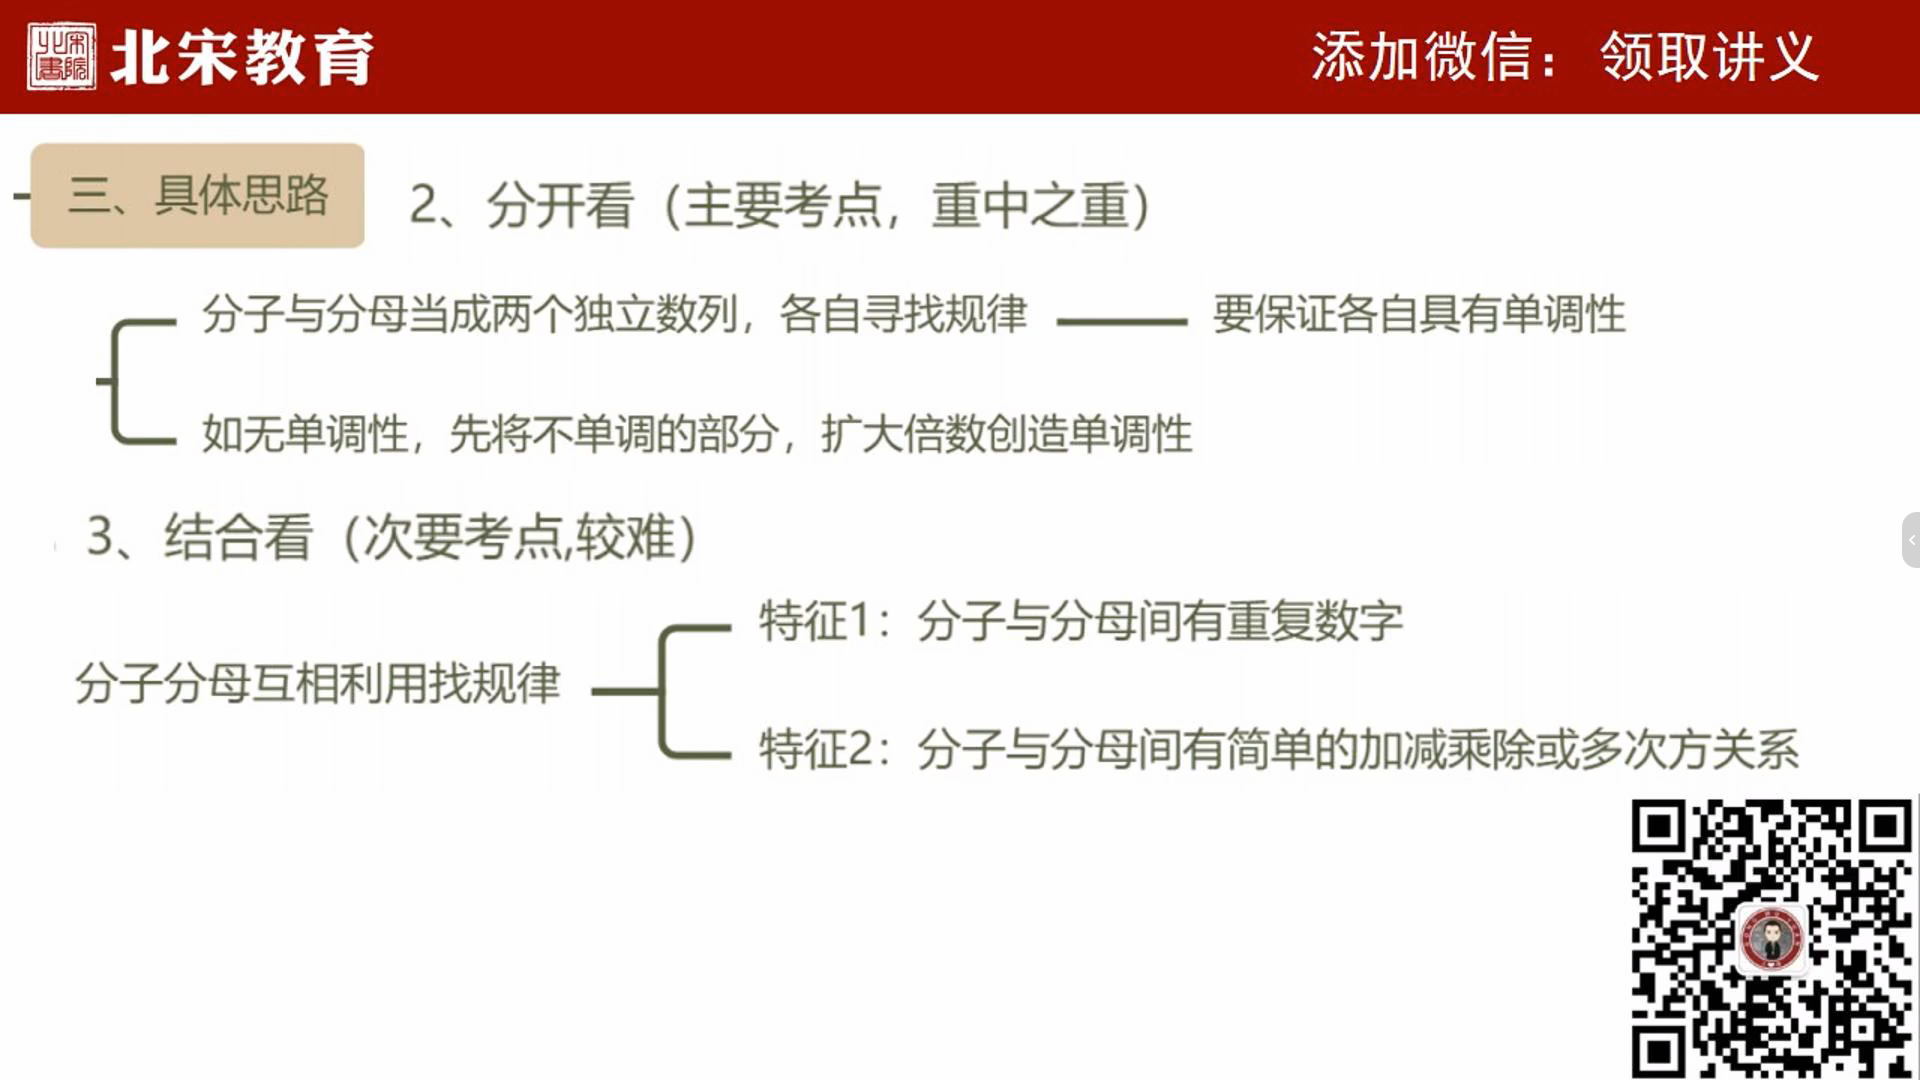 北宋書院
北宋教育
添加微信：领取讲义
三、具体思路
2、分开看（主要考点，重中之重）
分子与分母当成两个独立数列，各自寻找规律
要保证各自具有单调性
如无单调性，先将不单调的部分，扩大倍数创造单调性
3、结合看（次要考点,较难）
特征1：分子与分母间有重复数字
分子分母互相利用找规律
特征2：分子与分母间有简单的加减乘除或多次方关系